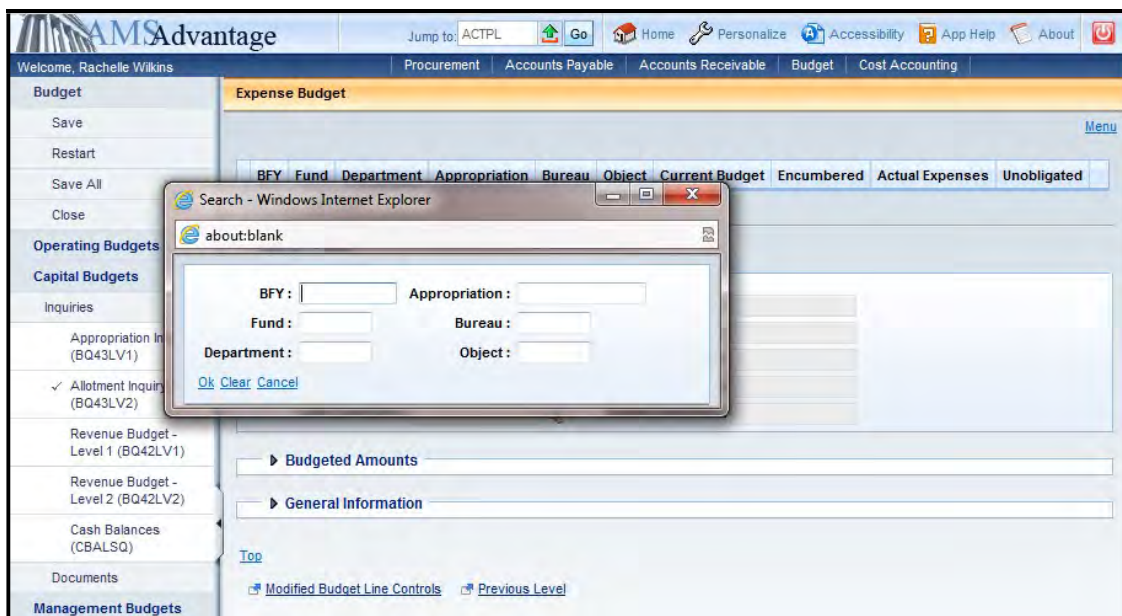 AMS Advantage
Jump to: ACTPL Go Home Personalize Accessibility App Help About
Welcome, Rachelle Wilkins
Procurement Accounts Payable Accounts Receivable Budget Cost Accounting
Budget
Save
Restart
Save All
Close
Operating Budgets
Capital Budgets
Inquiries
Appropriation In
(BQ43LV1)
✓ Allotment Inquiry
(BQ43LV2)
Revenue Budget -
Level 1 (BQ42LV1)
Revenue Budget -
Level 2 (BQ42LV2)
Cash Balances
(CBALSQ)
Documents
Management Budgets
Expense Budget
Menu
BFY Fund Department Appropriation Bureau Object Current Budget Encumbered Actual Expenses Unobligated
Search - Windows Internet Explorer
about:blank
BFY : Appropriation :
Fund : Bureau :
Department : Object :
Ok Clear Cancel
Budgeted Amounts
General Information
Top
Modified Budget Line Controls Previous Level